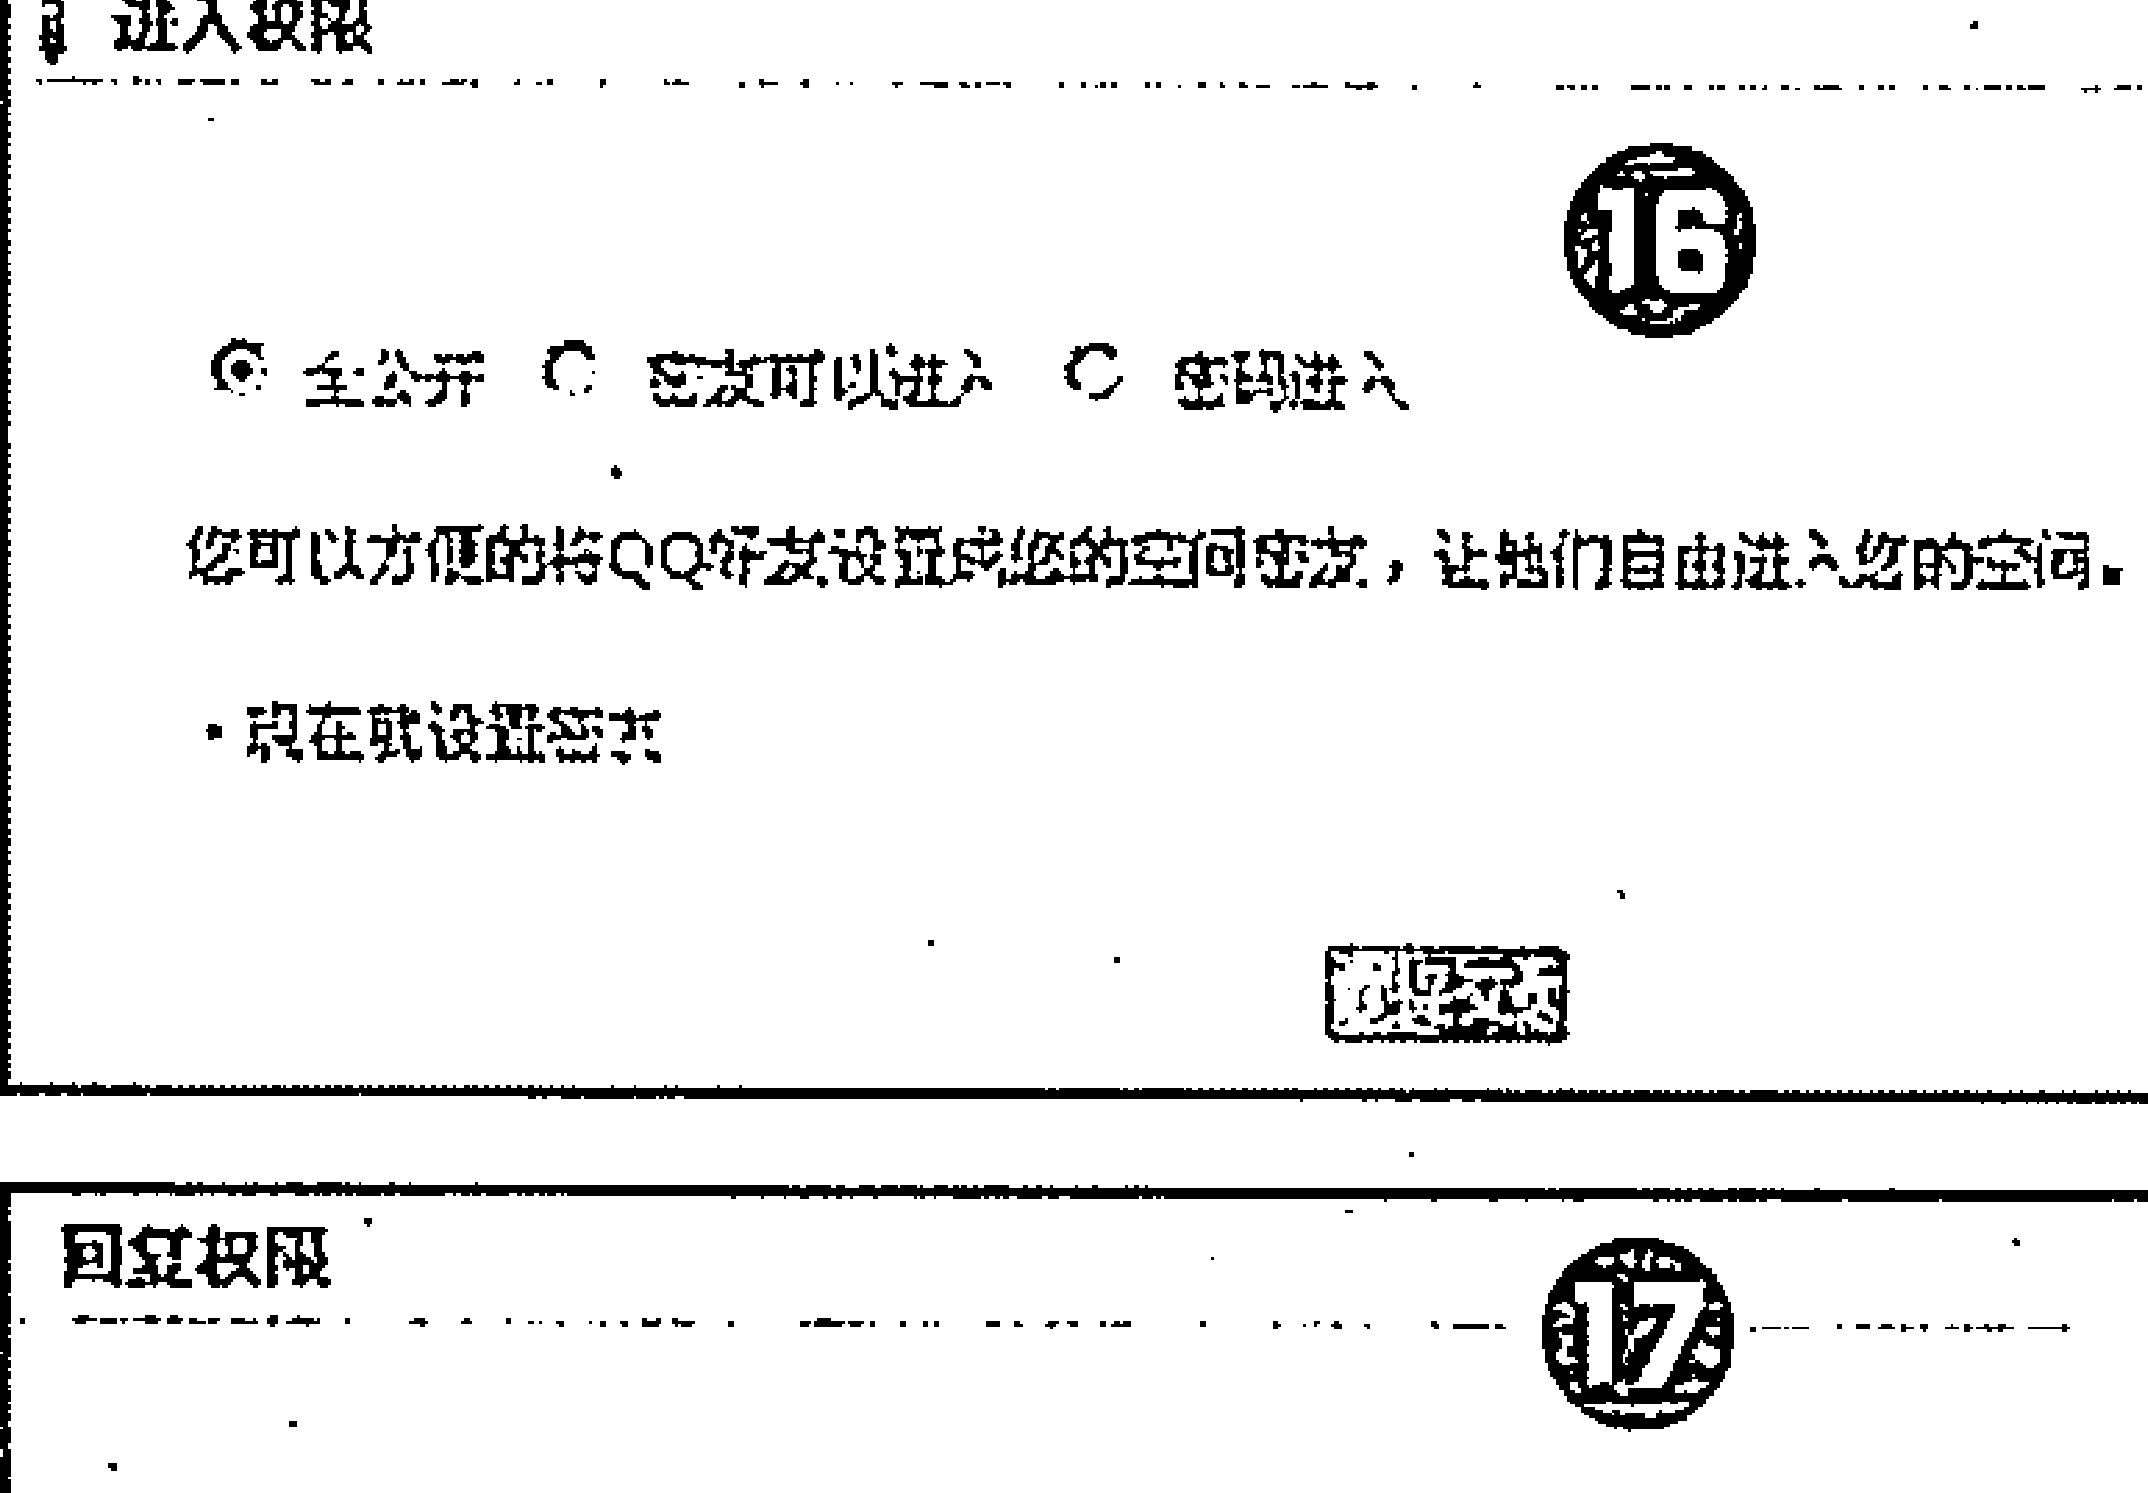 进入权限
16
全公开 密友可以进入 密码进入
您可以方便的将QQ好友设置成您的空间密友，让他们自由进入您的空间。
·现在就设置密友
回复权限
17